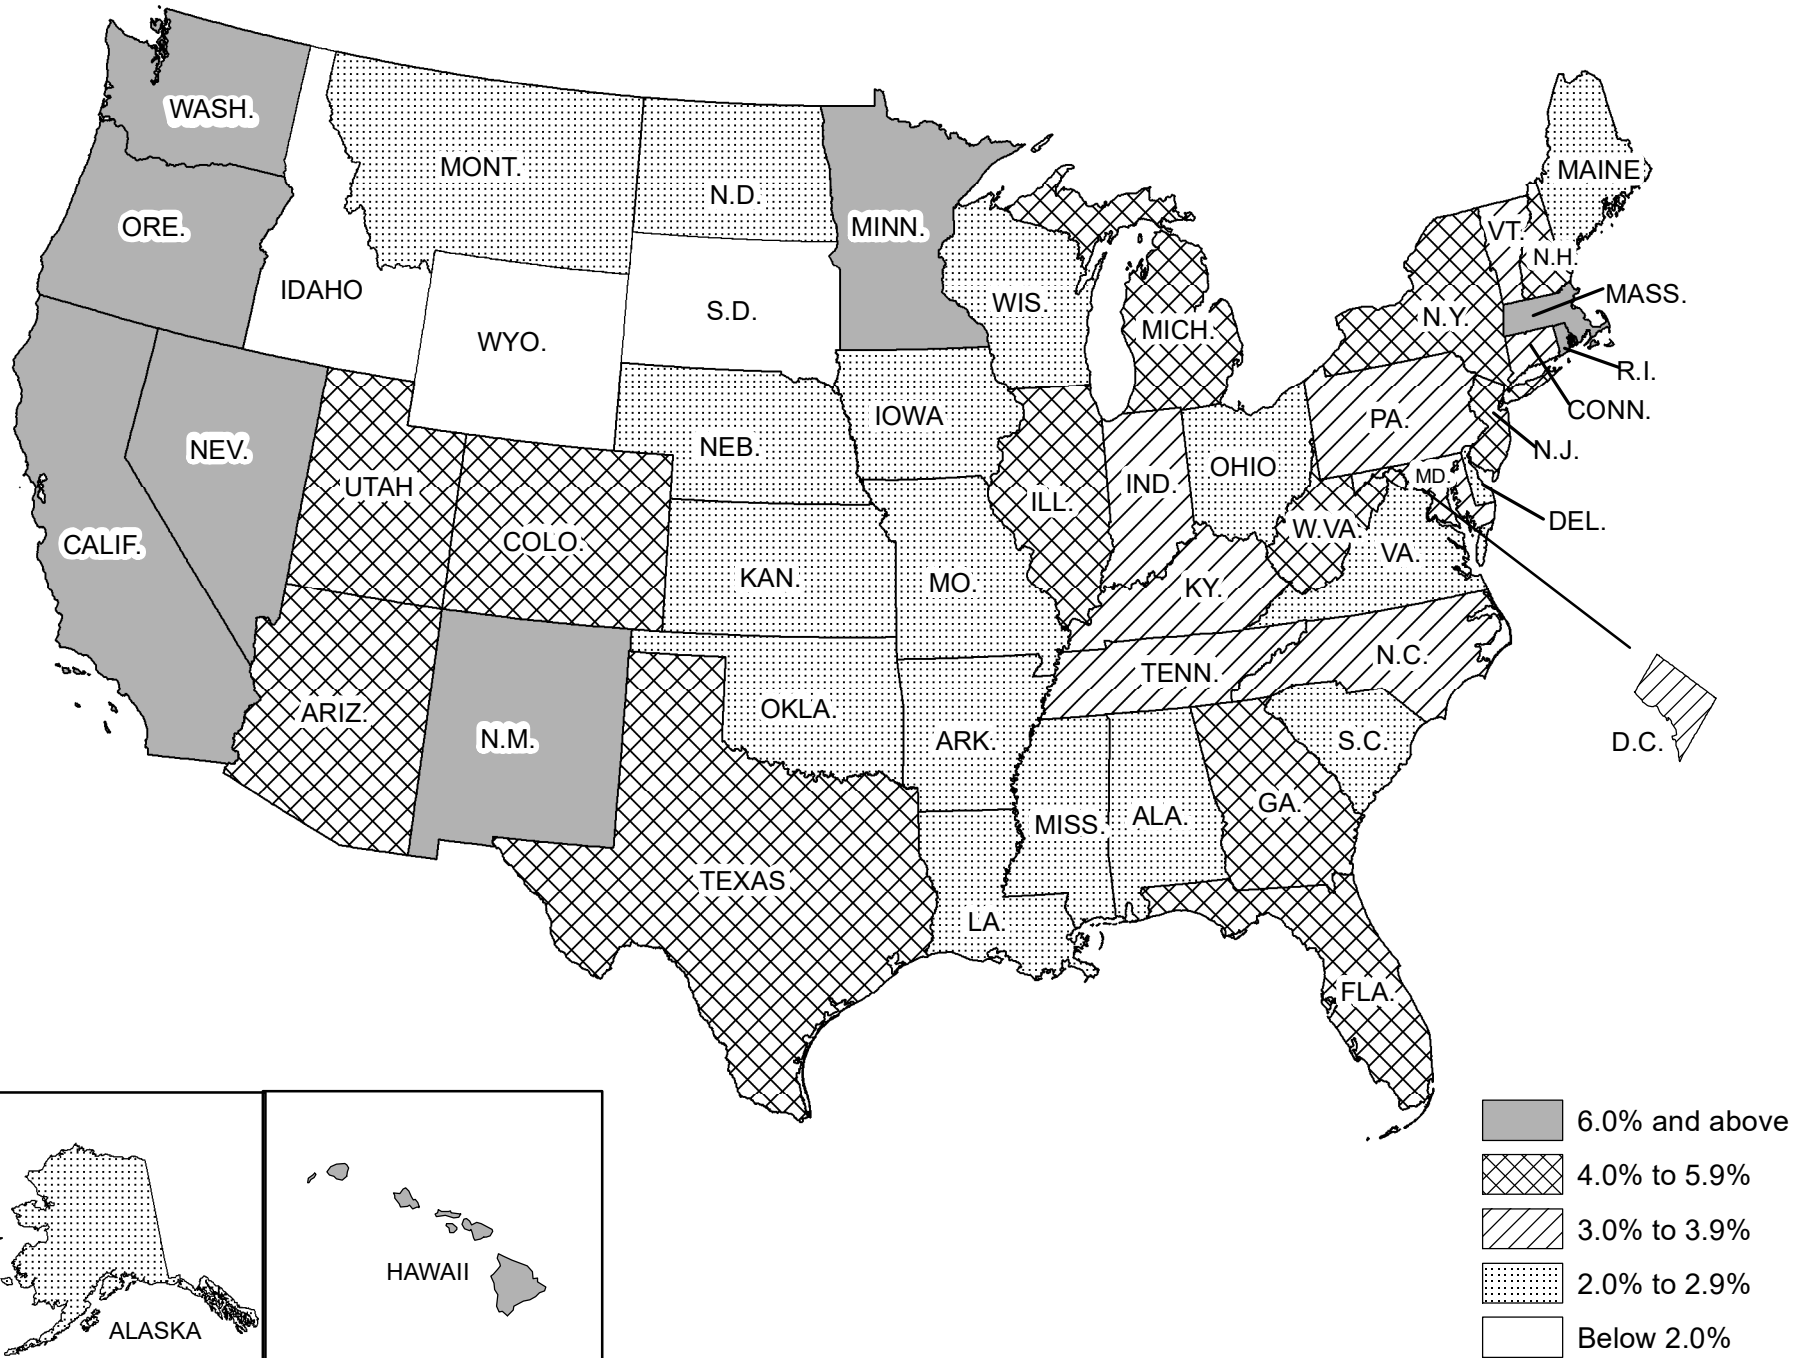 WASH.
MONT.
N.D.
MINN.
MAINE
ORE.
VT.
N.H.
IDAHO
WYO.
S.D.
WIS.
MICH.
N.Y.
MASS.
R.I.
CONN.
NEV.
UTAH
COLO.
NEB.
IOWA
ILL.
IND.
OHIO
PA.
N.J.
MD.
DEL.
CALIF.
KAN.
MO.
KY.
W.VA.
VA.
ARIZ.
N.M.
OKLA.
ARK.
TENN.
N.C.
S.C.
D.C.
TEXAS
LA.
MISS.
ALA.
GA.
FLA.
ALASKA
HAWAII
6.0% and above
4.0% to 5.9%
3.0% to 3.9%
2.0% to 2.9%
Below 2.0%